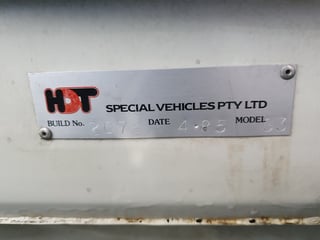 HDT SPECIAL VEHICLES PTY LTD
BUILD No. DATE 4·85 MODEL